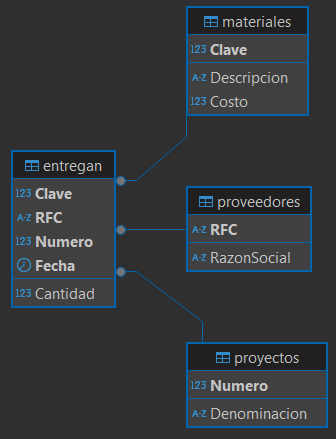 materiales
123 Clave
A-Z Descripcion
123 Costo
entregan
123 Clave
A-Z RFC
123 Numero
Fecha
123 Cantidad
proveedores
A-Z RFC
A-Z RazonSocial
proyectos
123 Numero
A-Z Denominacion